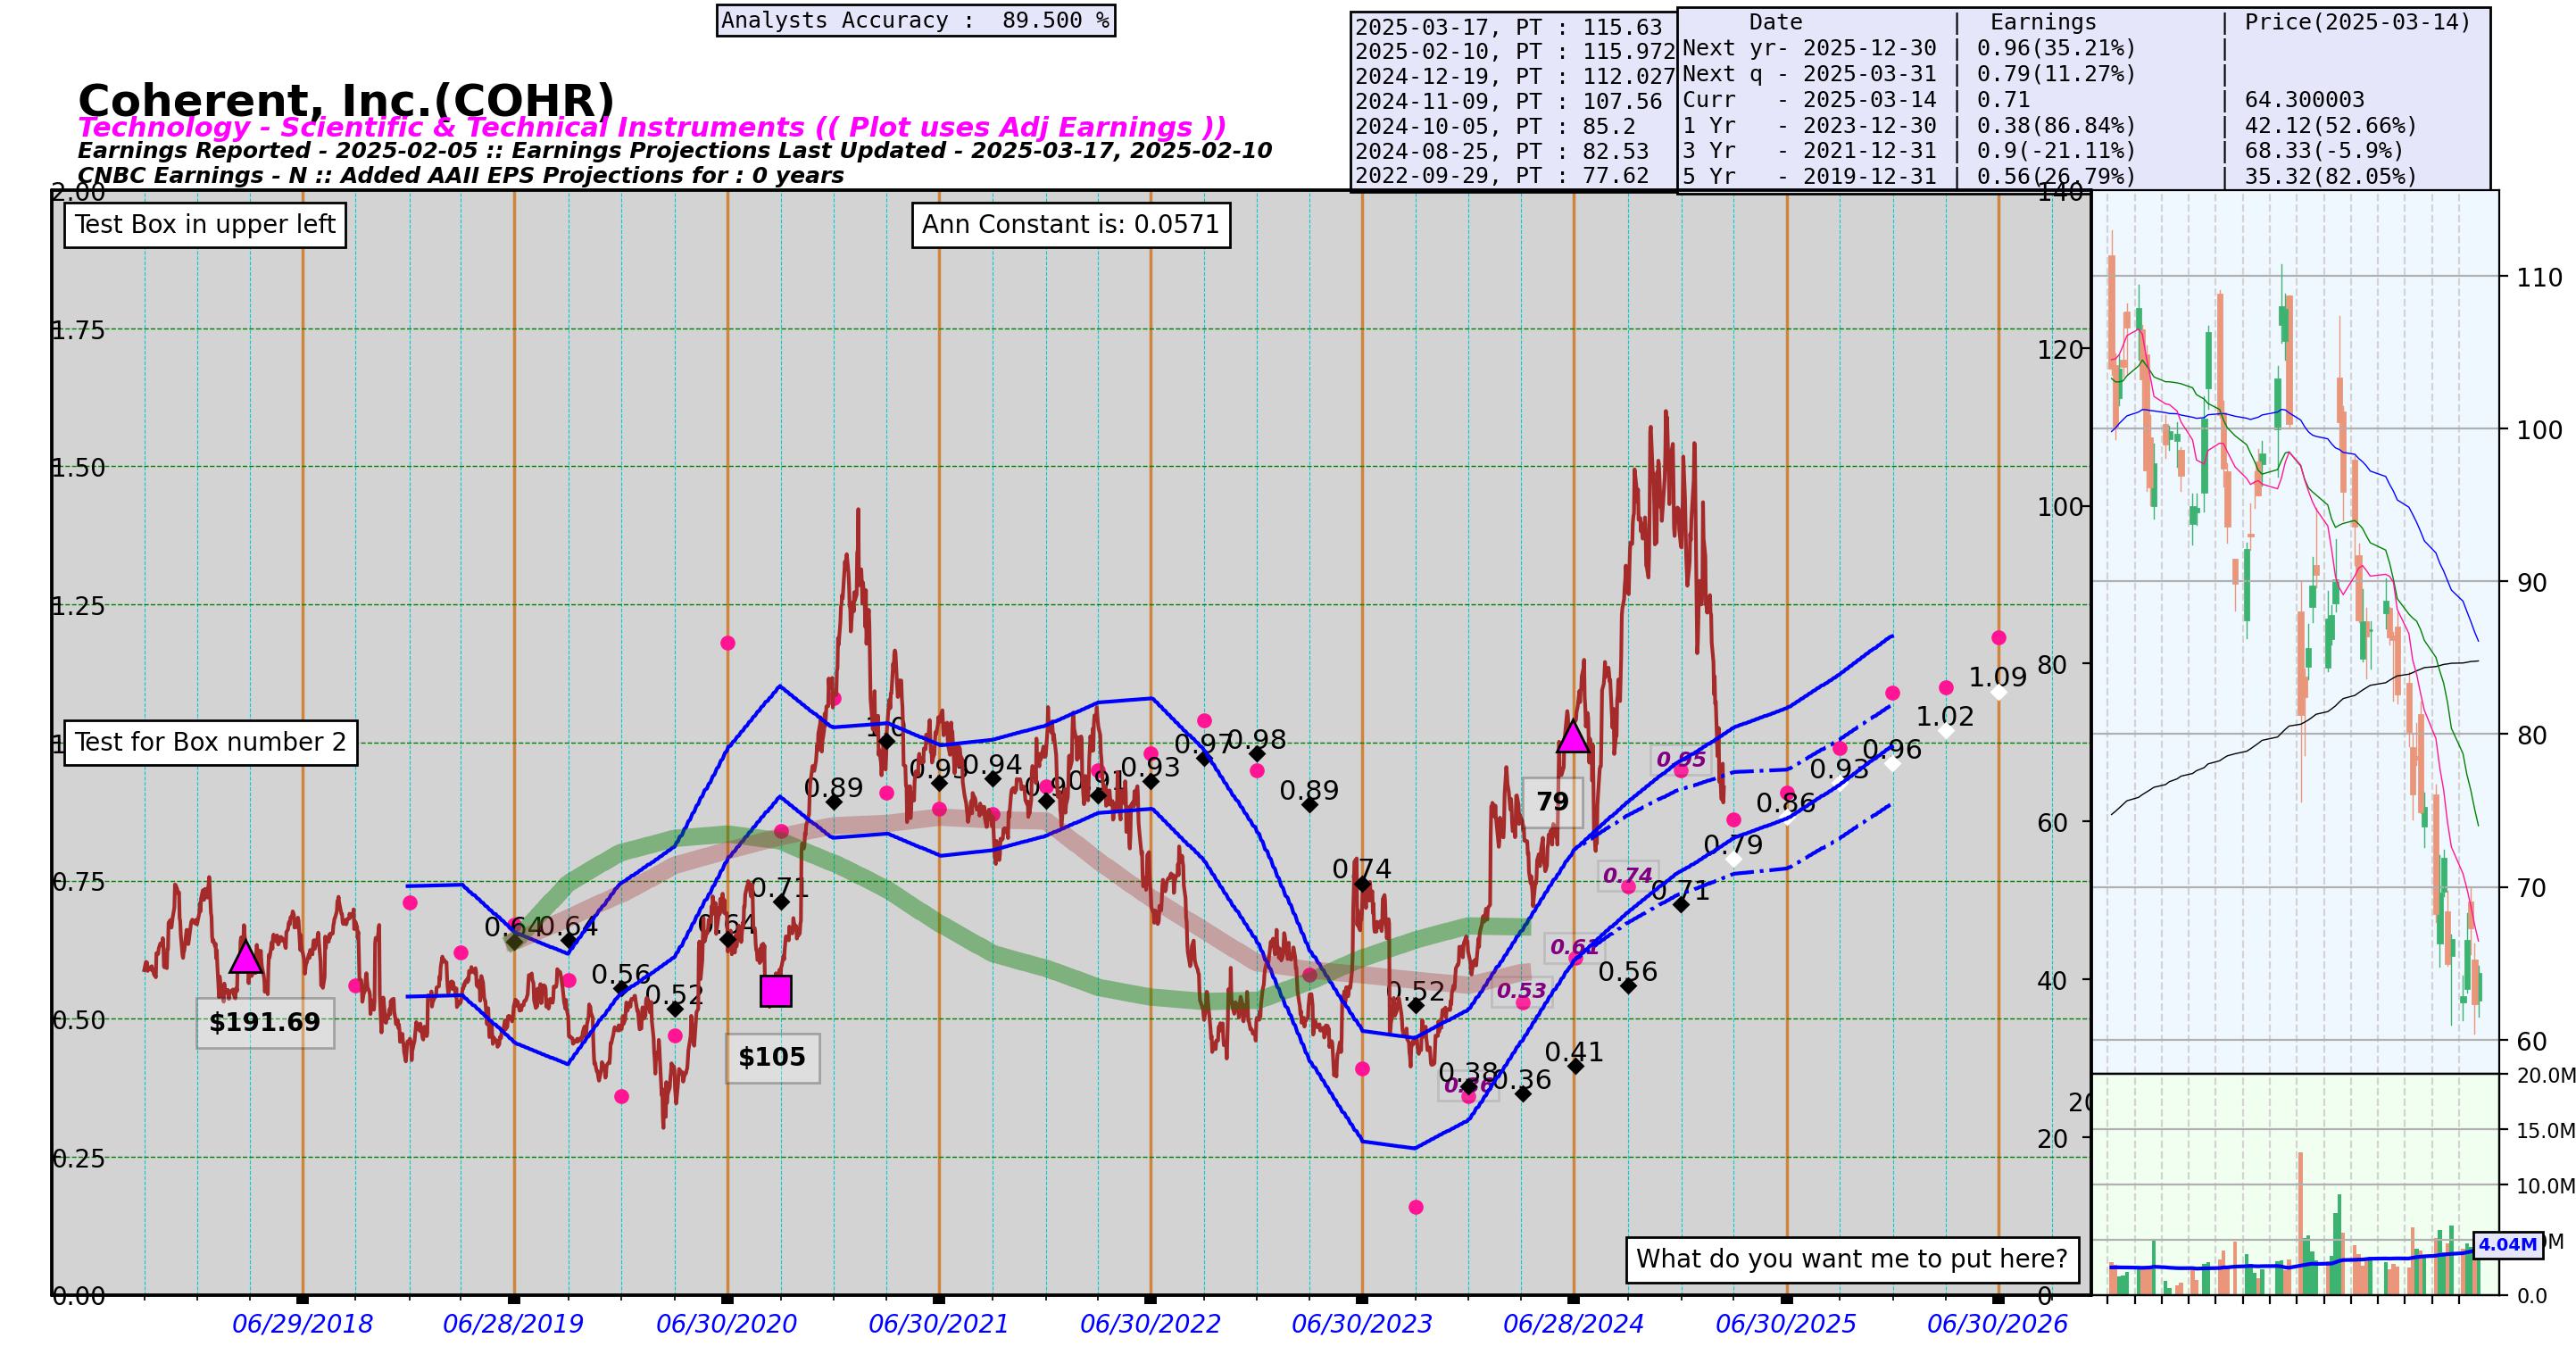 Analysts Accuracy :  89.500 %
2025-03-17, PT : 115.63
2025-02-10, PT : 115.972
2024-12-19, PT : 112.027
2024-11-09, PT : 107.56
2024-10-05, PT : 85.2
2024-08-25, PT : 82.53
2022-09-29, PT : 77.62
Date | Earnings | Price(2025-03-14)
Next yr- 2025-12-30 | 0.96(35.21%) |
Next q - 2025-03-31 | 0.79(11.27%) |
Curr - 2025-03-14 | 0.71 | 64.300003
1 Yr - 2023-12-30 | 0.38(86.84%) | 42.12(52.66%)
3 Yr - 2021-12-31 | 0.9(-21.11%) | 68.33(-5.9%)
5 Yr - 2019-12-31 | 0.56(26.79%) | 35.32(82.05%)
Coherent, Inc.(COHR)
Technology - Scientific & Technical Instruments (( Plot uses Adj Earnings ))
Earnings Reported - 2025-02-05 :: Earnings Projections Last Updated - 2025-03-17, 2025-02-10
CNBC Earnings - N :: Added AAII EPS Projections for : 0 years
2.00
1.75
1.50
1.25
0.75
0.50
0.25
0.00
Test Box in upper left
Ann Constant is: 0.0571
Test for Box number 2
What do you want me to put here?
$191.69
$105
79
0.64
0.64
0.56
0.52
0.64
0.71
0.89
1.0
0.93
0.94
0.9
0.91
0.93
0.97
0.98
0.89
0.74
0.52
0.38
0.36
0.41
0.56
0.71
0.79
0.86
0.93
0.96
1.02
1.09
0.36
0.53
0.61
0.74
0.95
140
120
100
80
60
40
20
0
110
100
90
80
70
60
20.0M
15.0M
10.0M
4.04M
0.0
06/29/2018
06/28/2019
06/30/2020
06/30/2021
06/30/2022
06/30/2023
06/28/2024
06/30/2025
06/30/2026